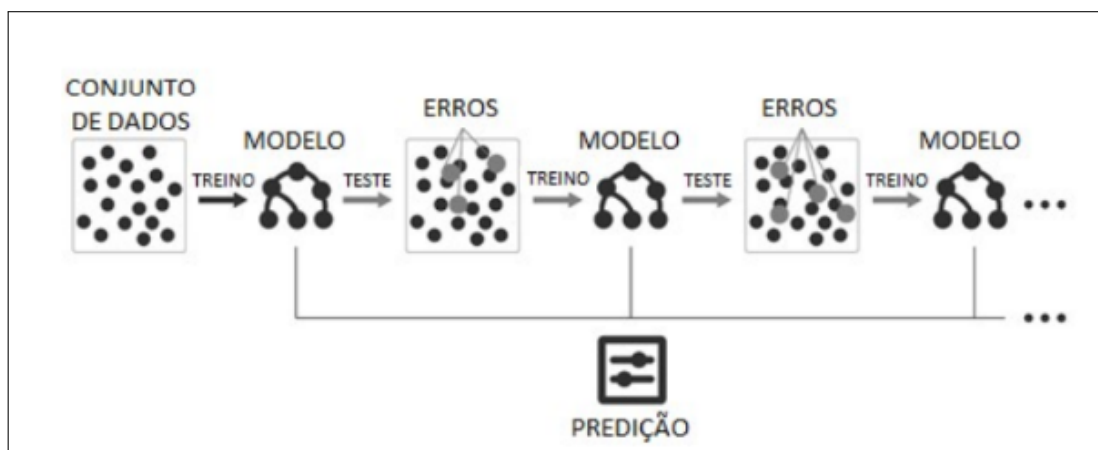 CONJUNTO
DE DADOS
MODELO
ERROS
MODELO
ERROS
MODELO
TREINO
TESTE
TREINO
TESTE
TREINO
PREDIÇÃO